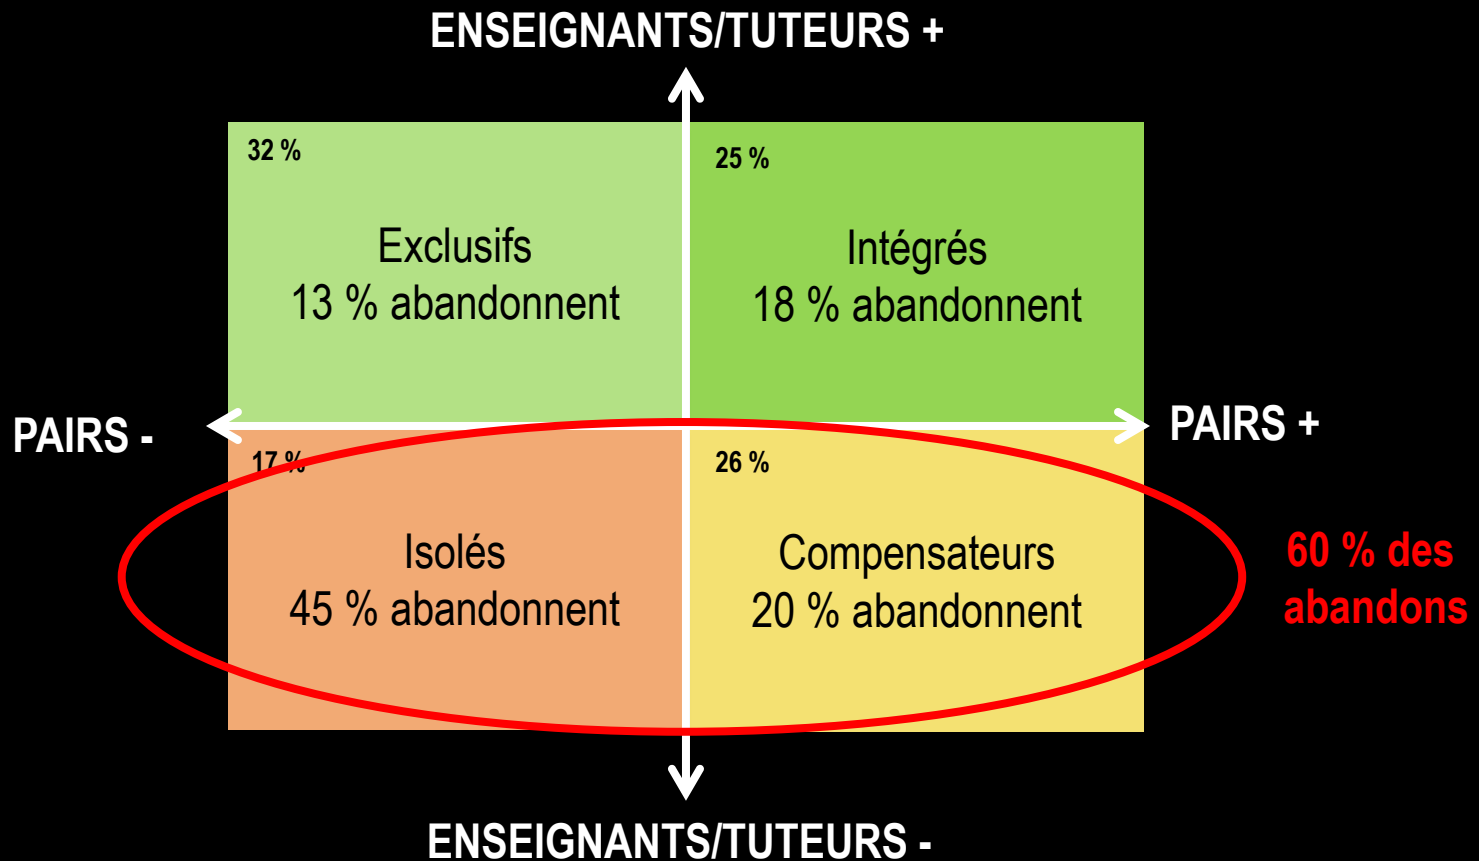 ENSEIGNANTS/TUTEURS +
32 %
25 %
Exclusifs
13 % abandonnent
Intégrés
18 % abandonnent
PAIRS -
PAIRS +
17 %
26 %
Isolés
45 % abandonnent
Compensateurs
20 % abandonnent
60 % des
abandons
ENSEIGNANTS/TUTEURS -